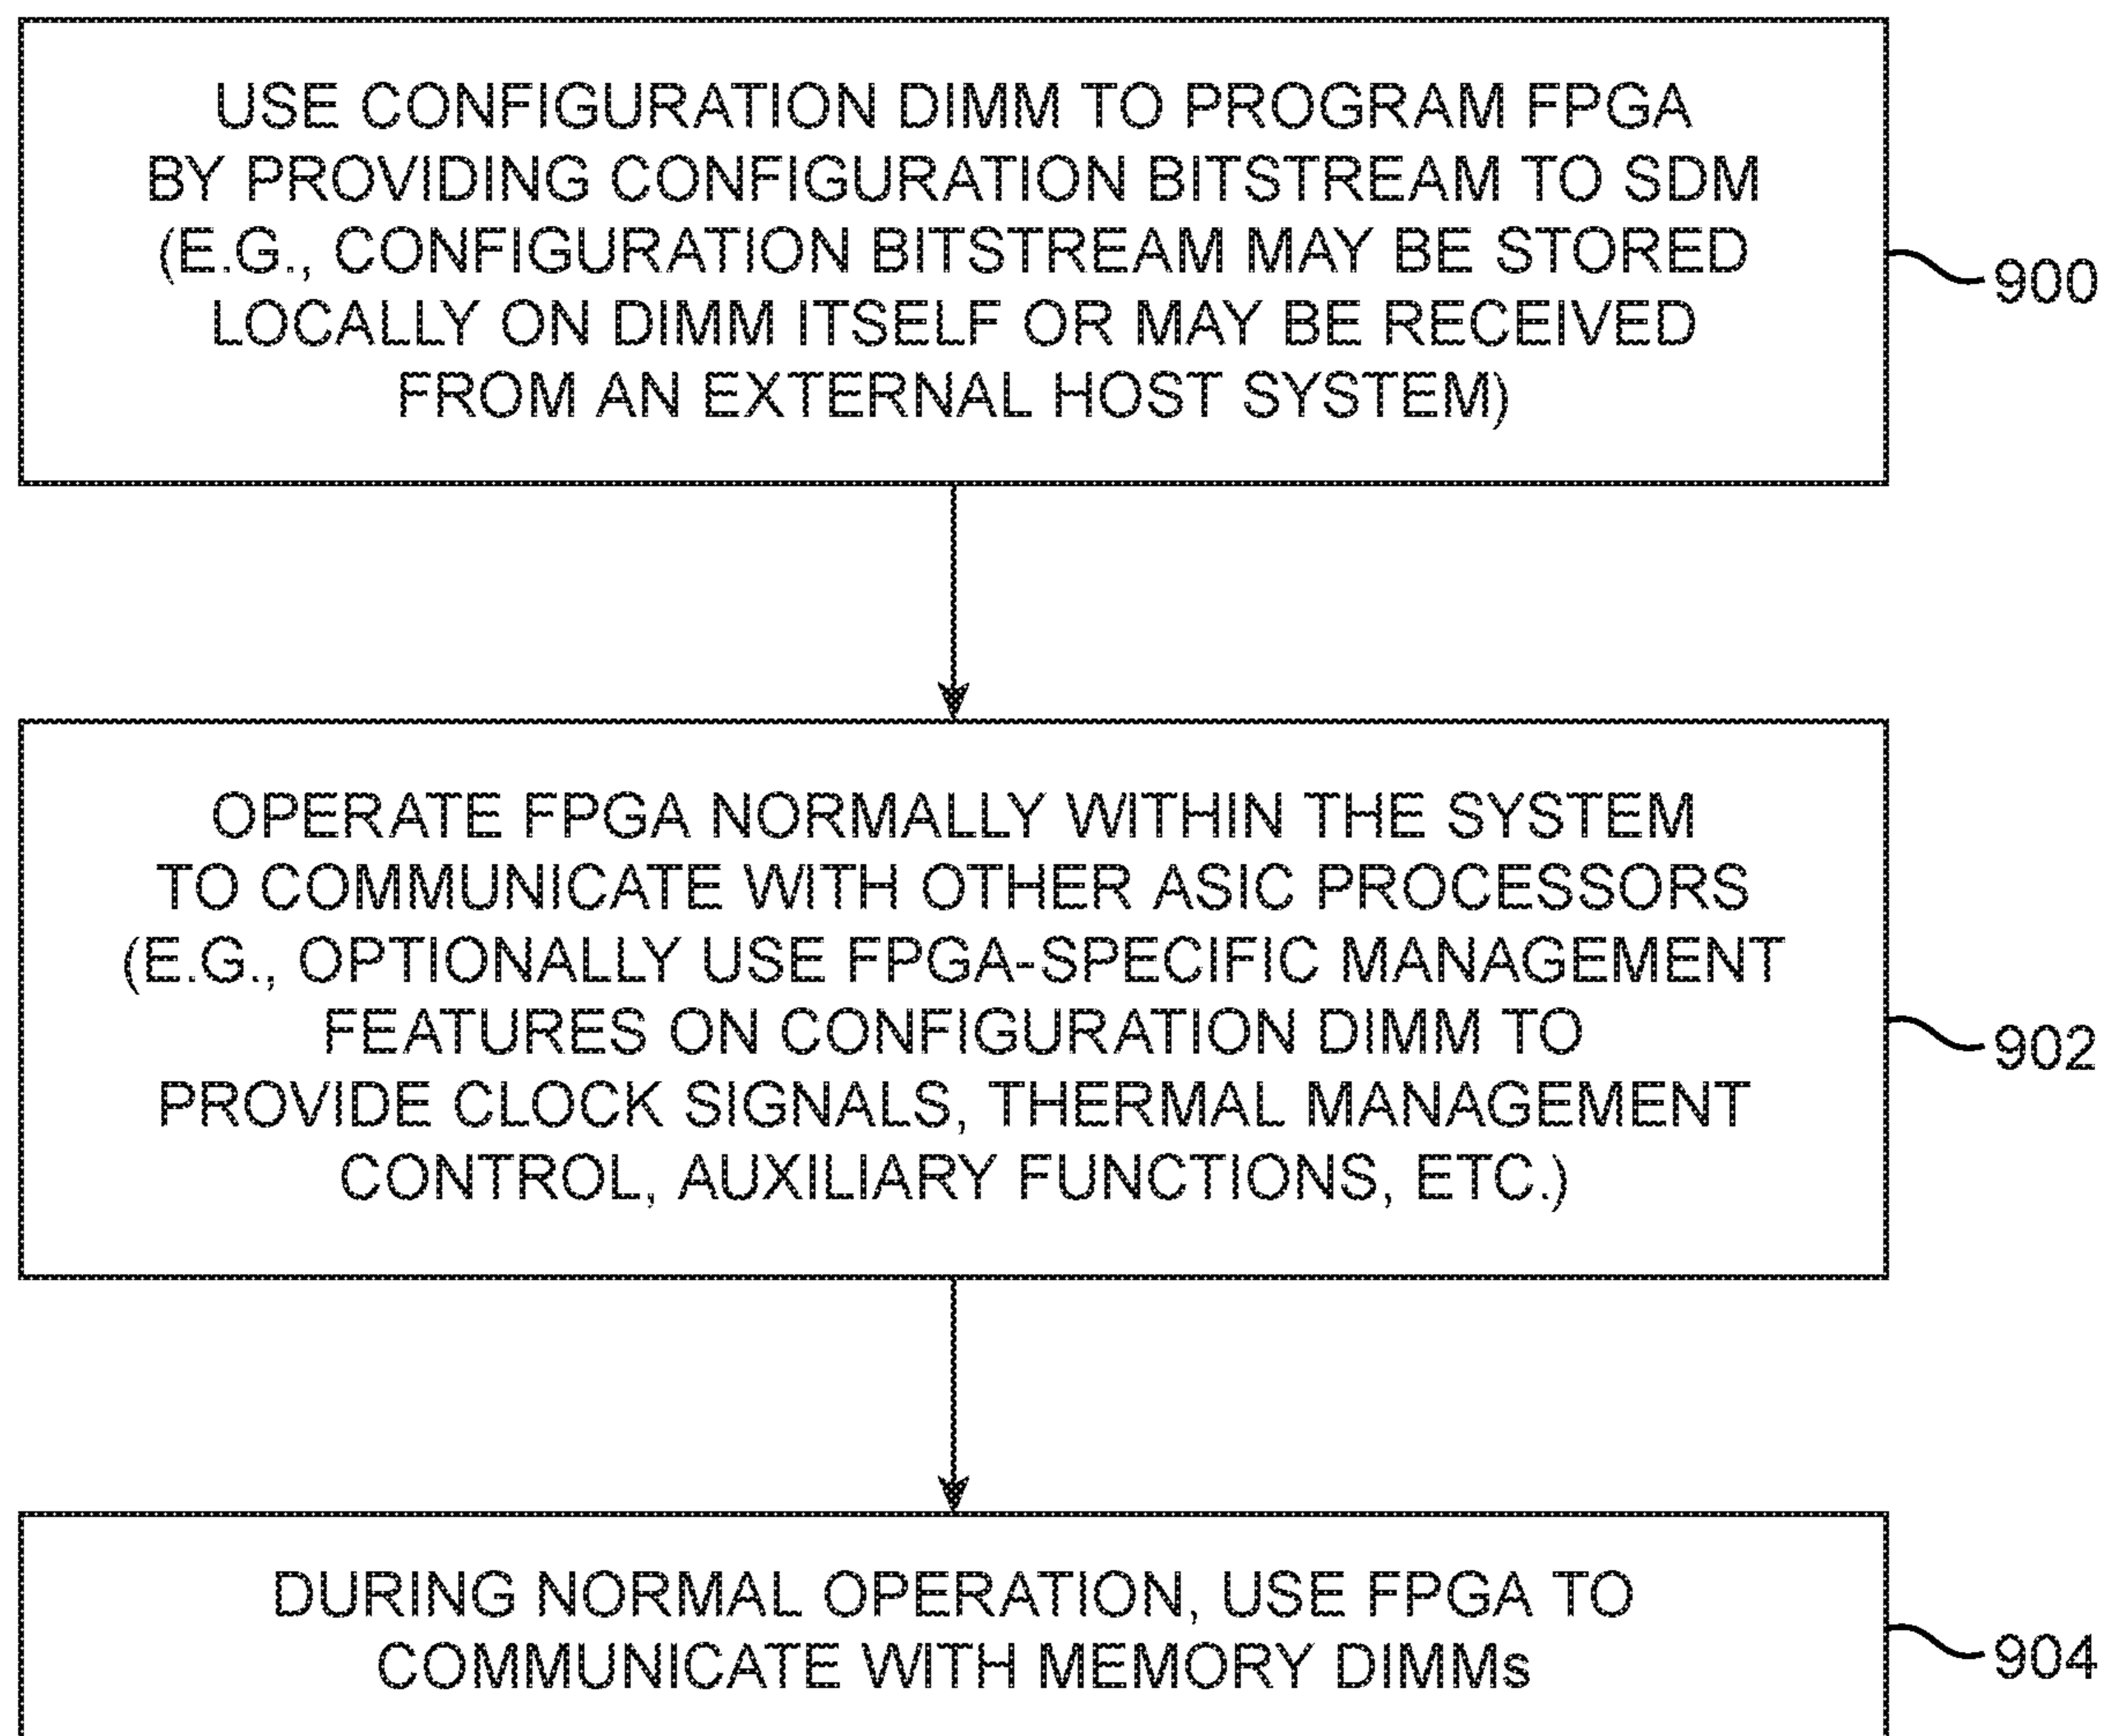 USE CONFIGURATION DIMM TO PROGRAM FPGA
BY PROVIDING CONFIGURATION BITSTREAM TO SDM
(E.G., CONFIGURATION BITSTREAM MAY BE STORED
LOCALLY ON DIMM ITSELF OR MAY BE RECEIVED
FROM AN EXTERNAL HOST SYSTEM)
900
OPERATE FPGA NORMALLY WITHIN THE SYSTEM
TO COMMUNICATE WITH OTHER ASIC PROCESSORS
(E.G., OPTIONALLY USE FPGA-SPECIFIC MANAGEMENT
FEATURES ON CONFIGURATION DIMM TO
PROVIDE CLOCK SIGNALS, THERMAL MANAGEMENT
CONTROL, AUXILIARY FUNCTIONS, ETC.)
902
DURING NORMAL OPERATION, USE FPGA TO
COMMUNICATE WITH MEMORY DIMMs
904